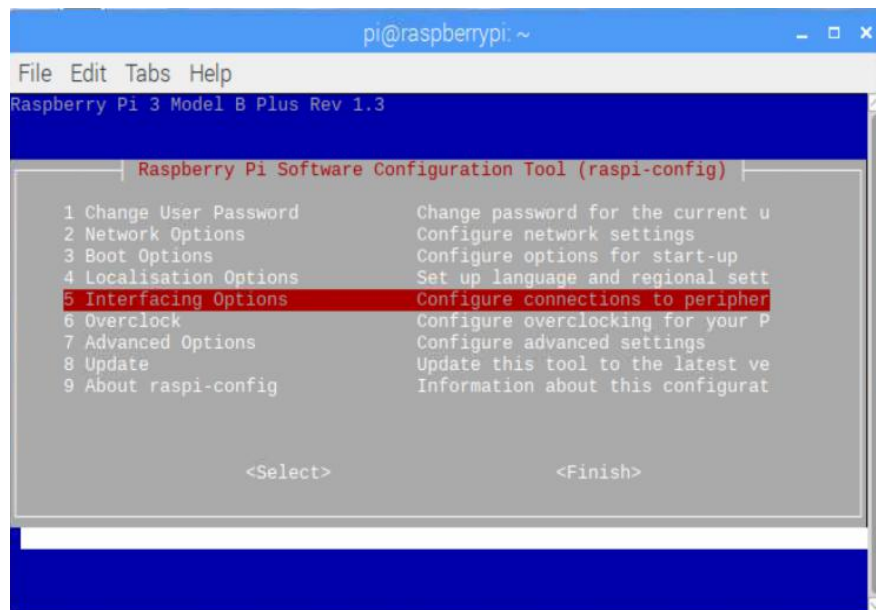 pi@raspberrypi: ~
File Edit Tabs Help
Raspberry Pi 3 Model B Plus Rev 1.3
Raspberry Pi Software Configuration Tool (raspi-config)
1 Change User Password Change password for the current u
2 Network Options Configure network settings
3 Boot Options Configure options for start-up
4 Localisation Options Set up language and regional sett
5 Interfacing Options Configure connections to peripher
6 Overclock Configure overclocking for your P
7 Advanced Options Configure advanced settings
8 Update Update this tool to the latest ve
9 About raspi-config Information about this configurat
<Select> <Finish>